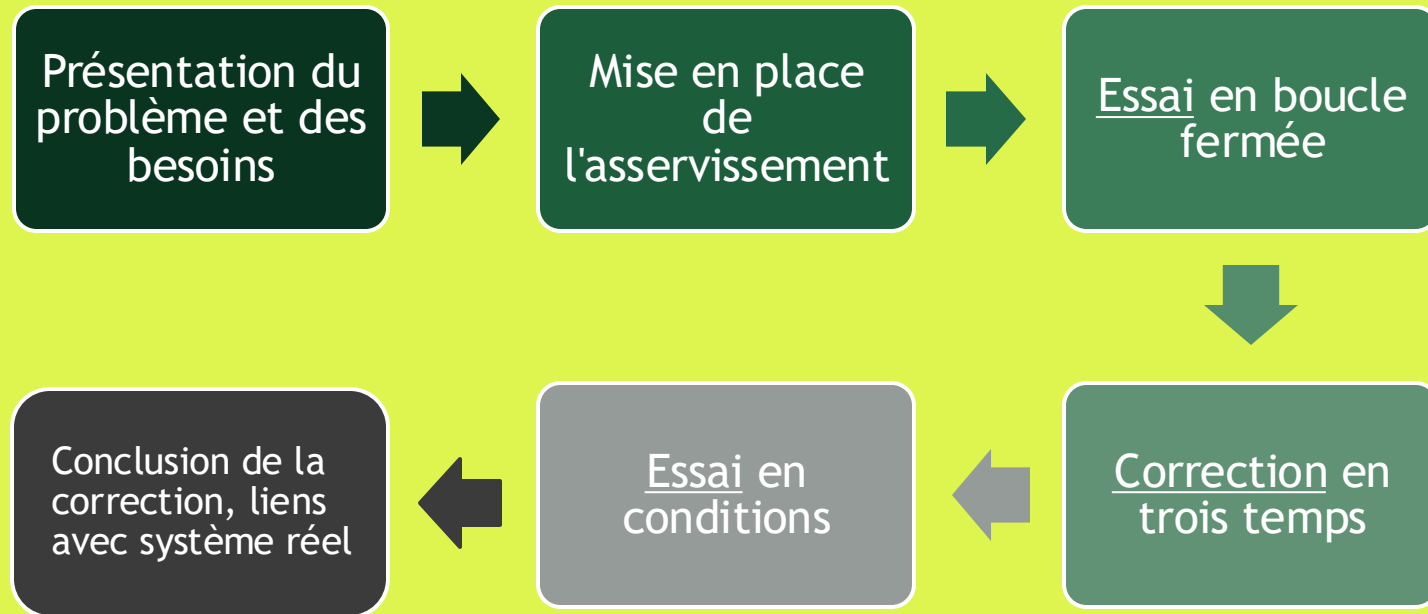 Présentation du
problème et des
besoins
Mise en place
de
l'asservissement
Essai en boucle
fermée
Correction en
trois temps
Essai en
conditions
Conclusion de la
correction, liens
avec système réel